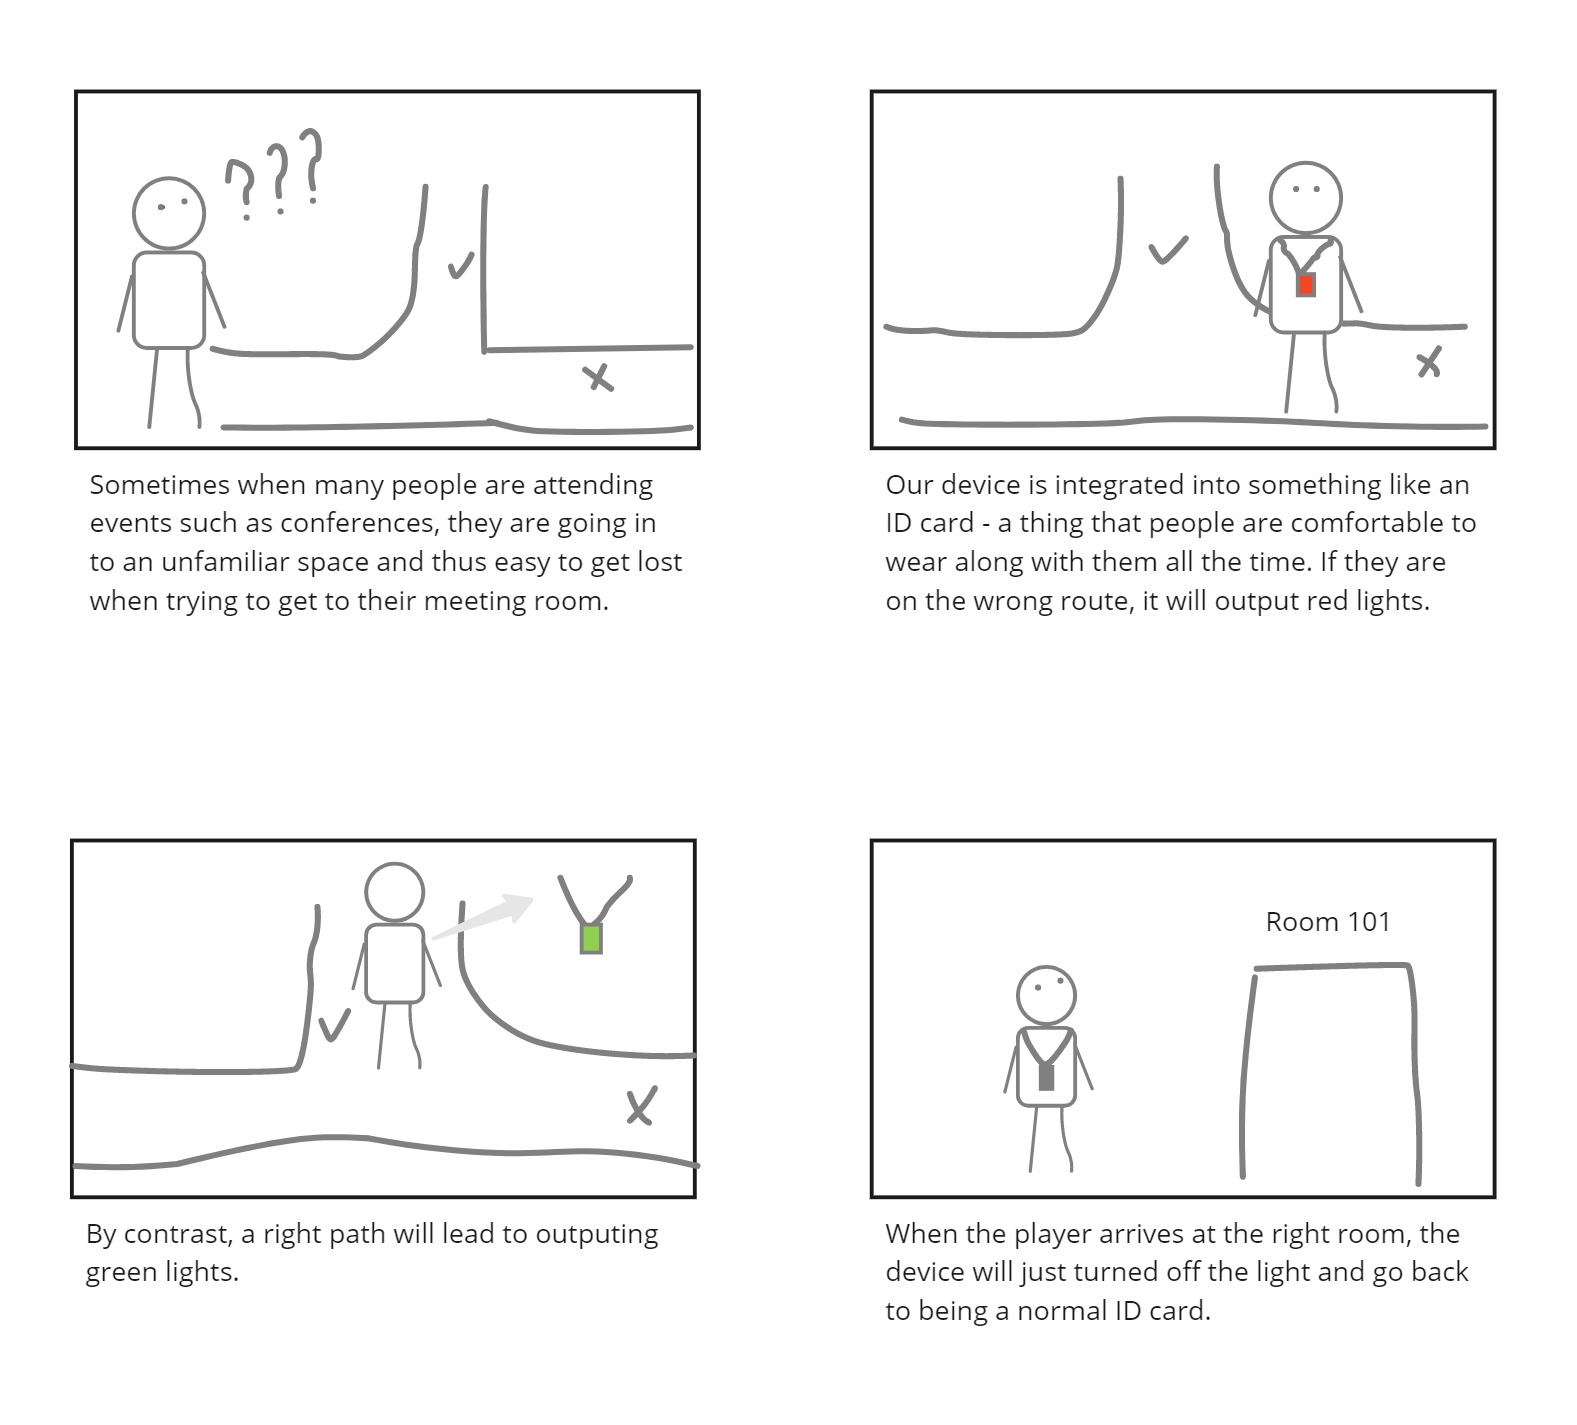 ???
Sometimes when many people are attending
events such as conferences, they are going in
to an unfamiliar space and thus easy to get lost
when trying to get to their meeting room.
Our device is integrated into something like an
ID card - a thing that people are comfortable to
wear along with them all the time. If they are
on the wrong route, it will output red lights.
By contrast, a right path will lead to outputing
green lights.
Room 101
When the player arrives at the right room, the
device will just turned off the light and go back
to being a normal ID card.